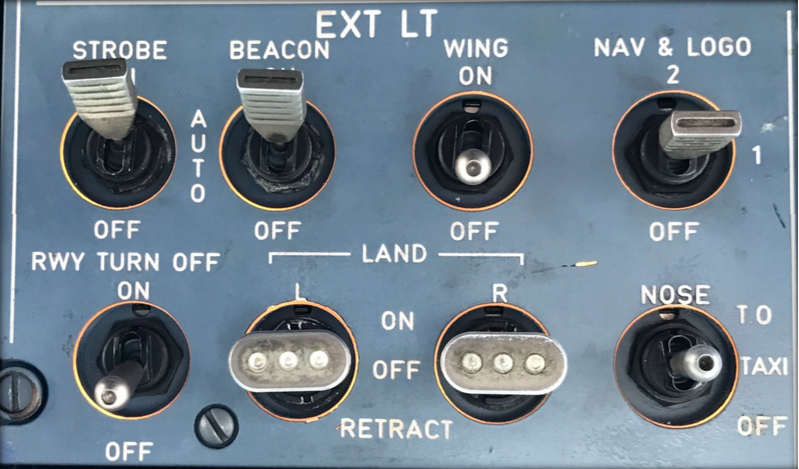 EXT LT
STROBE
BEACON
WING
ON
NAV & LOGO
2
AUTO
1
OFF
OFF
OFF
OFF
RWY TURN OFF
ON
OFF
LAND
L
R
ON
OFF
RETRACT
NOSE
T.O
TAXI
OFF